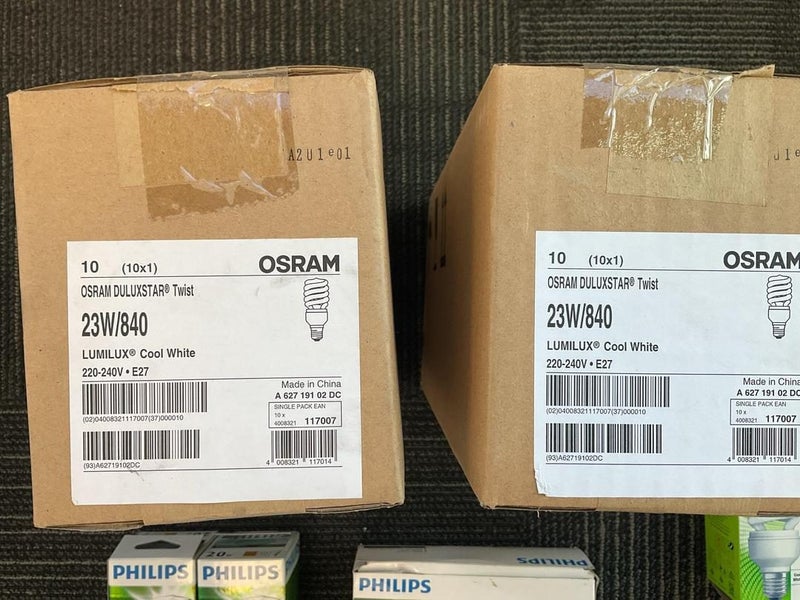 A2U1e01
10 (10x1) OSRAM
OSRAM DULUXSTAR® Twist
23W/840
LUMILUX® Cool White
220-240V • E27
Made in China
A 627 191 02 DC
SINGLE PACK EAN
10 x
4008321 117007
(02)04008321117007(37)000010
(93)A62719102DC
4 008321 117014
10 (10x1) OSRAM
OSRAM DULUXSTAR® Twist
23W/840
LUMILUX® Cool White
220-240V • E27
Made in China
A 627 191 02 DC
SINGLE PACK EAN
10 x
4008321 117007
(02)04008321117007(37)000010
(93)A62719102DC
4 008321 117014
PHILIPS
20w
PHILIPS
PHILIPS
PHILIPS